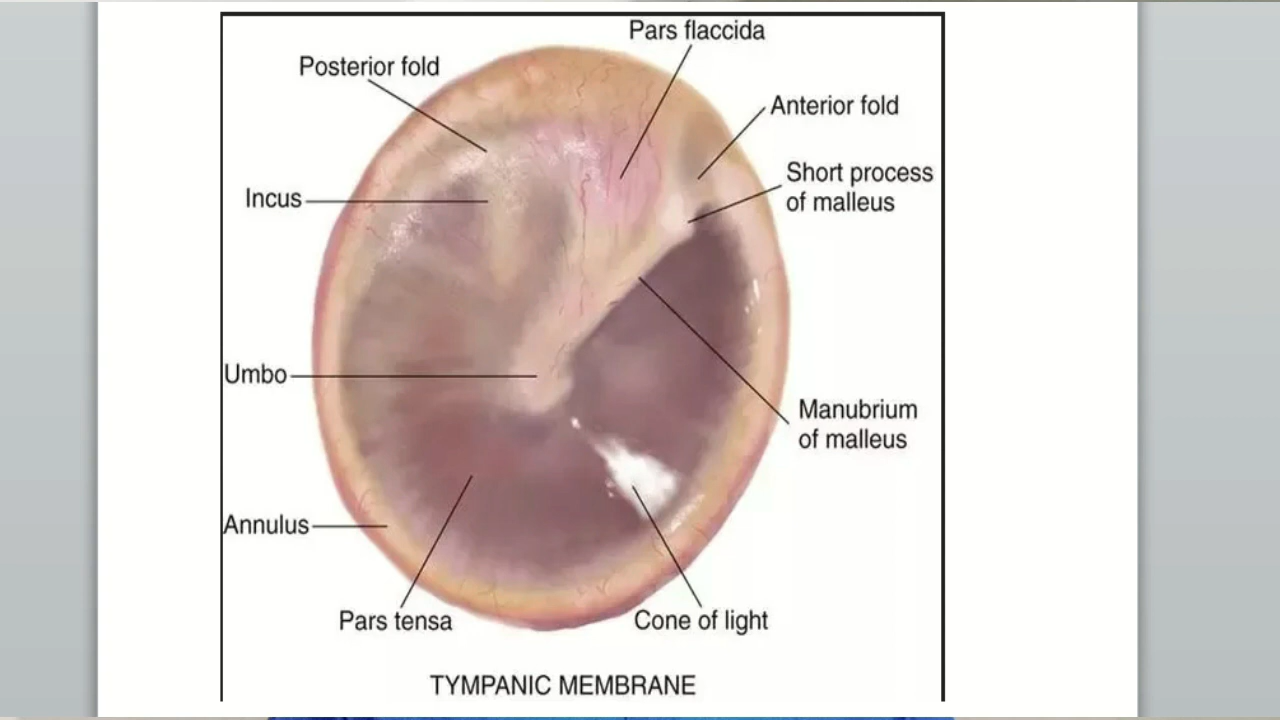 Pars flaccida
Posterior fold
Anterior fold
Short process
of malleus
Incus
Umbo
Manubrium
of malleus
Annulus
Pars tensa
Cone of light
TYMPANIC MEMBRANE